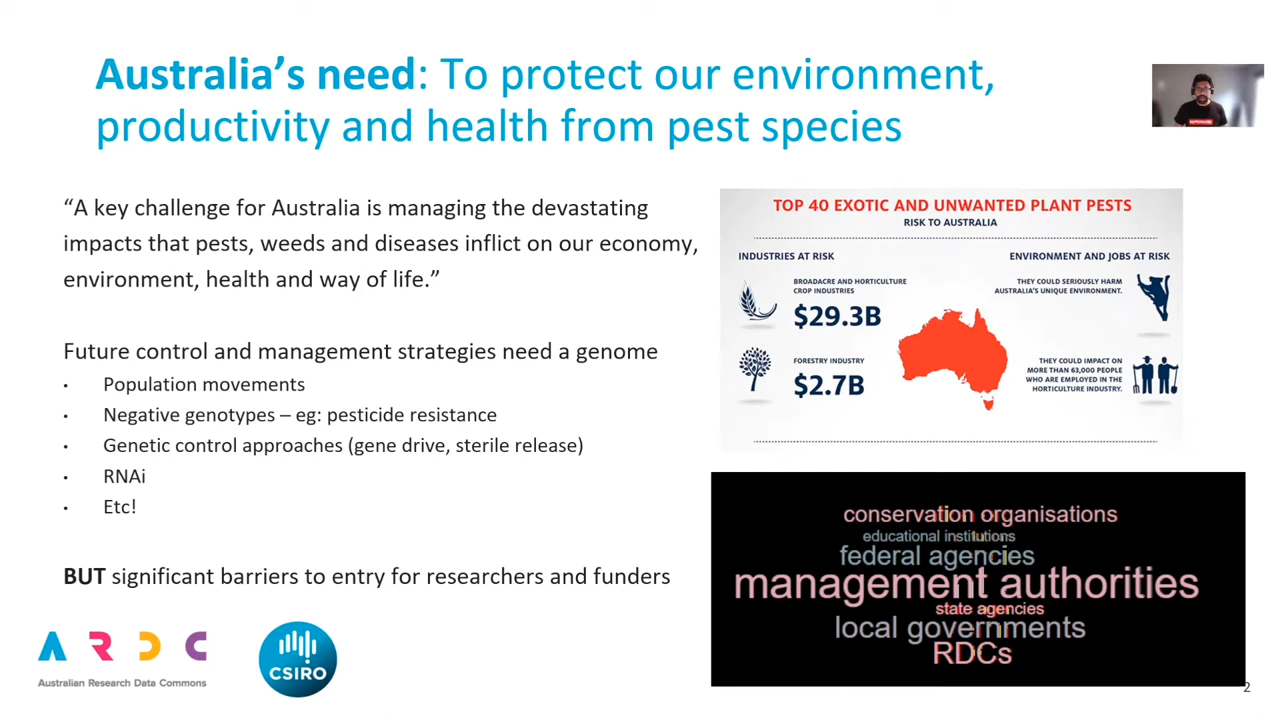 Australia’s need: To protect our environment,
productivity and health from pest species
“A key challenge for Australia is managing the devastating
impacts that pests, weeds and diseases inflict on our economy,
environment, health and way of life.”
Future control and management strategies need a genome
• Population movements
• Negative genotypes – eg: pesticide resistance
• Genetic control approaches (gene drive, sterile release)
• RNAi
• Etc!
BUT significant barriers to entry for researchers and funders
ARDC
Australian Research Data Commons
CSIRO
TOP 40 EXOTIC AND UNWANTED PLANT PESTS
RISK TO AUSTRALIA
INDUSTRIES AT RISK
BROADACRE AND HORTICULTURE
CROP INDUSTRIES
$29.3B
FORESTRY INDUSTRY
$2.7B
ENVIRONMENT AND JOBS AT RISK
THEY COULD SERIOUSLY HARM
AUSTRALIA'S UNIQUE ENVIRONMENT.
THEY COULD IMPACT ON
MORE THAN 63,000 PEOPLE
WHO ARE EMPLOYED IN THE
HORTICULTURE INDUSTRY.
conservation organisations
educational institutions
federal agencies
management authorities
state agencies
local governments
RDCs
2